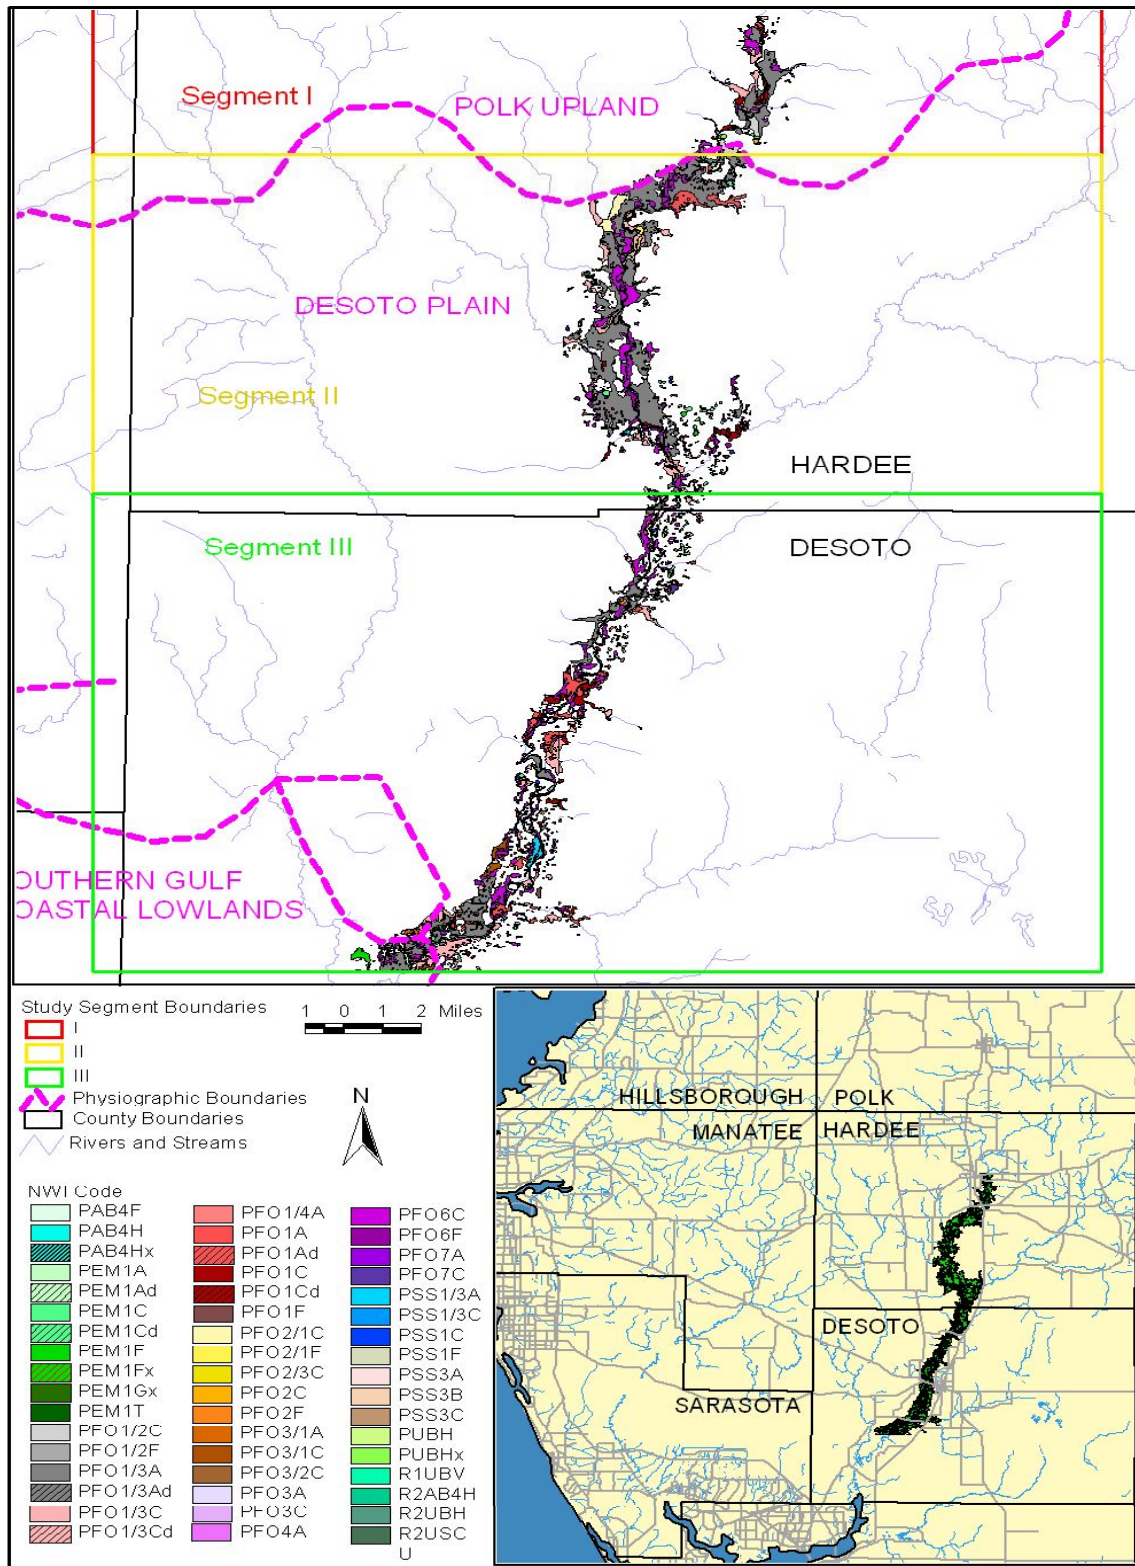 Segment I
POLK UPLAND
DESOTO PLAIN
Segment II
HARDEE
Segment III
DESOTO
OUTHERN GULF
OASTAL LOWLANDS
Study Segment Boundaries
I
II
III
Physiographic Boundaries
County Boundaries
Rivers and Streams
1 0 1 2 Miles
N
NWI Code
PAB4F
PAB4H
PAB4Hx
PEM1A
PEM1Ad
PEM1C
PEM1Cd
PEM1F
PEM1Fx
PEM1Gx
PEM1T
PFO1/2C
PFO1/2F
PFO1/3A
PFO1/3Ad
PFO1/3C
PFO1/3Cd
PFO1/4A
PFO1A
PFO1Ad
PFO1C
PFO1Cd
PFO1F
PFO2/1C
PFO2/1F
PFO2/3C
PFO2C
PFO2F
PFO3/1A
PFO3/1C
PFO3/2C
PFO3A
PFO3C
PFO4A
PFO6C
PFO6F
PFO7A
PFO7C
PSS1/3A
PSS1/3C
PSS1C
PSS1F
PSS3A
PSS3B
PSS3C
PUBH
PUBHx
R1UBV
R2AB4H
R2UBH
R2USC
U
HILLSBOROUGH
POLK
MANATEE
HARDEE
DESOTO
SARASOTA